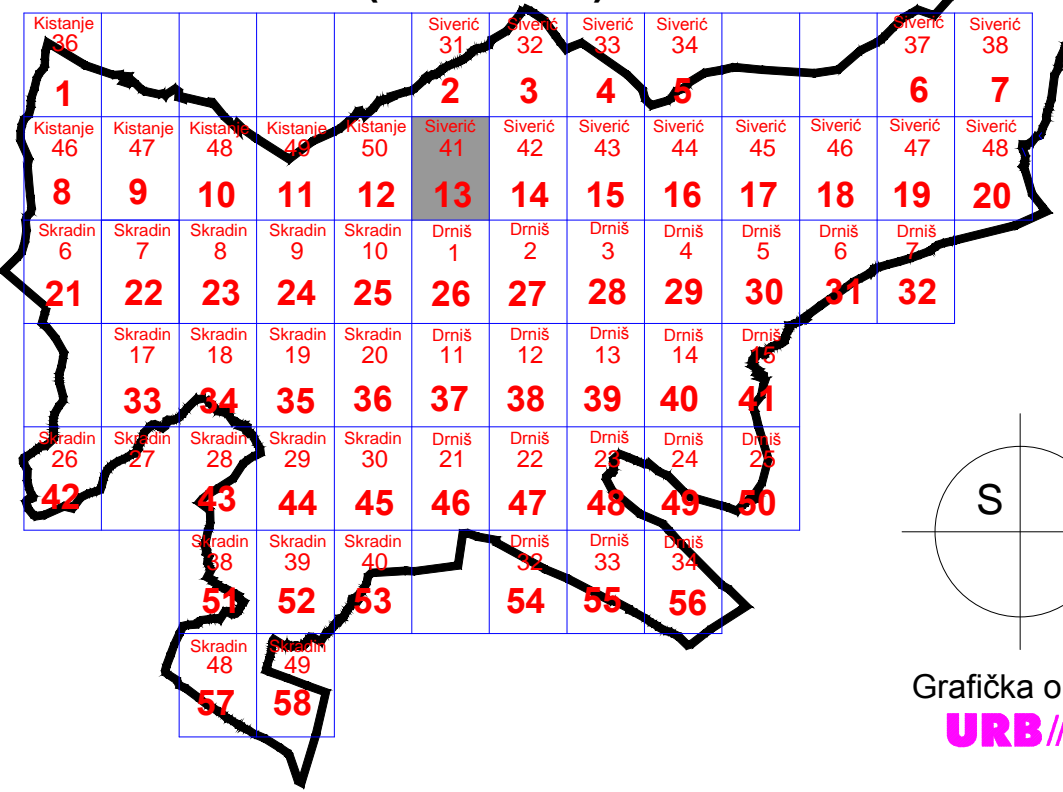 Kistanje Siverić Siverić Siverić Siverić Siverić Siverić
36 31 32 33 34 37 38
1 2 3 4 5 6 7
Kistanje Kistanje Kistanje Kistanje Kistanje Siverić Siverić Siverić Siverić Siverić Siverić Siverić Siverić
46 47 48 49 50 41 42 43 44 45 46 47 48
8 9 10 11 12 13 14 15 16 17 18 19 20
Skradin Skradin Skradin Skradin Skradin Drniš Drniš Drniš Drniš Drniš Drniš Drniš
6 7 8 9 10 1 2 3 4 5 6 7
21 22 23 24 25 26 27 28 29 30 31 32
Skradin Skradin Skradin Skradin Drniš Drniš Drniš Drniš Drniš
17 18 19 20 11 12 13 14 15
33 34 35 36 37 38 39 40 41
Skradin Skradin Skradin Skradin Skradin Drniš Drniš Drniš Drniš Drniš
26 27 28 29 30 21 22 23 24 25
42 43 44 45 46 47 48 49 50
Skradin Skradin Skradin Drniš Drniš Drniš
38 39 40 32 33 34
51 52 53 54 55 56
Skradin Skradin
48 49
57 58
S
Grafička o
URB//